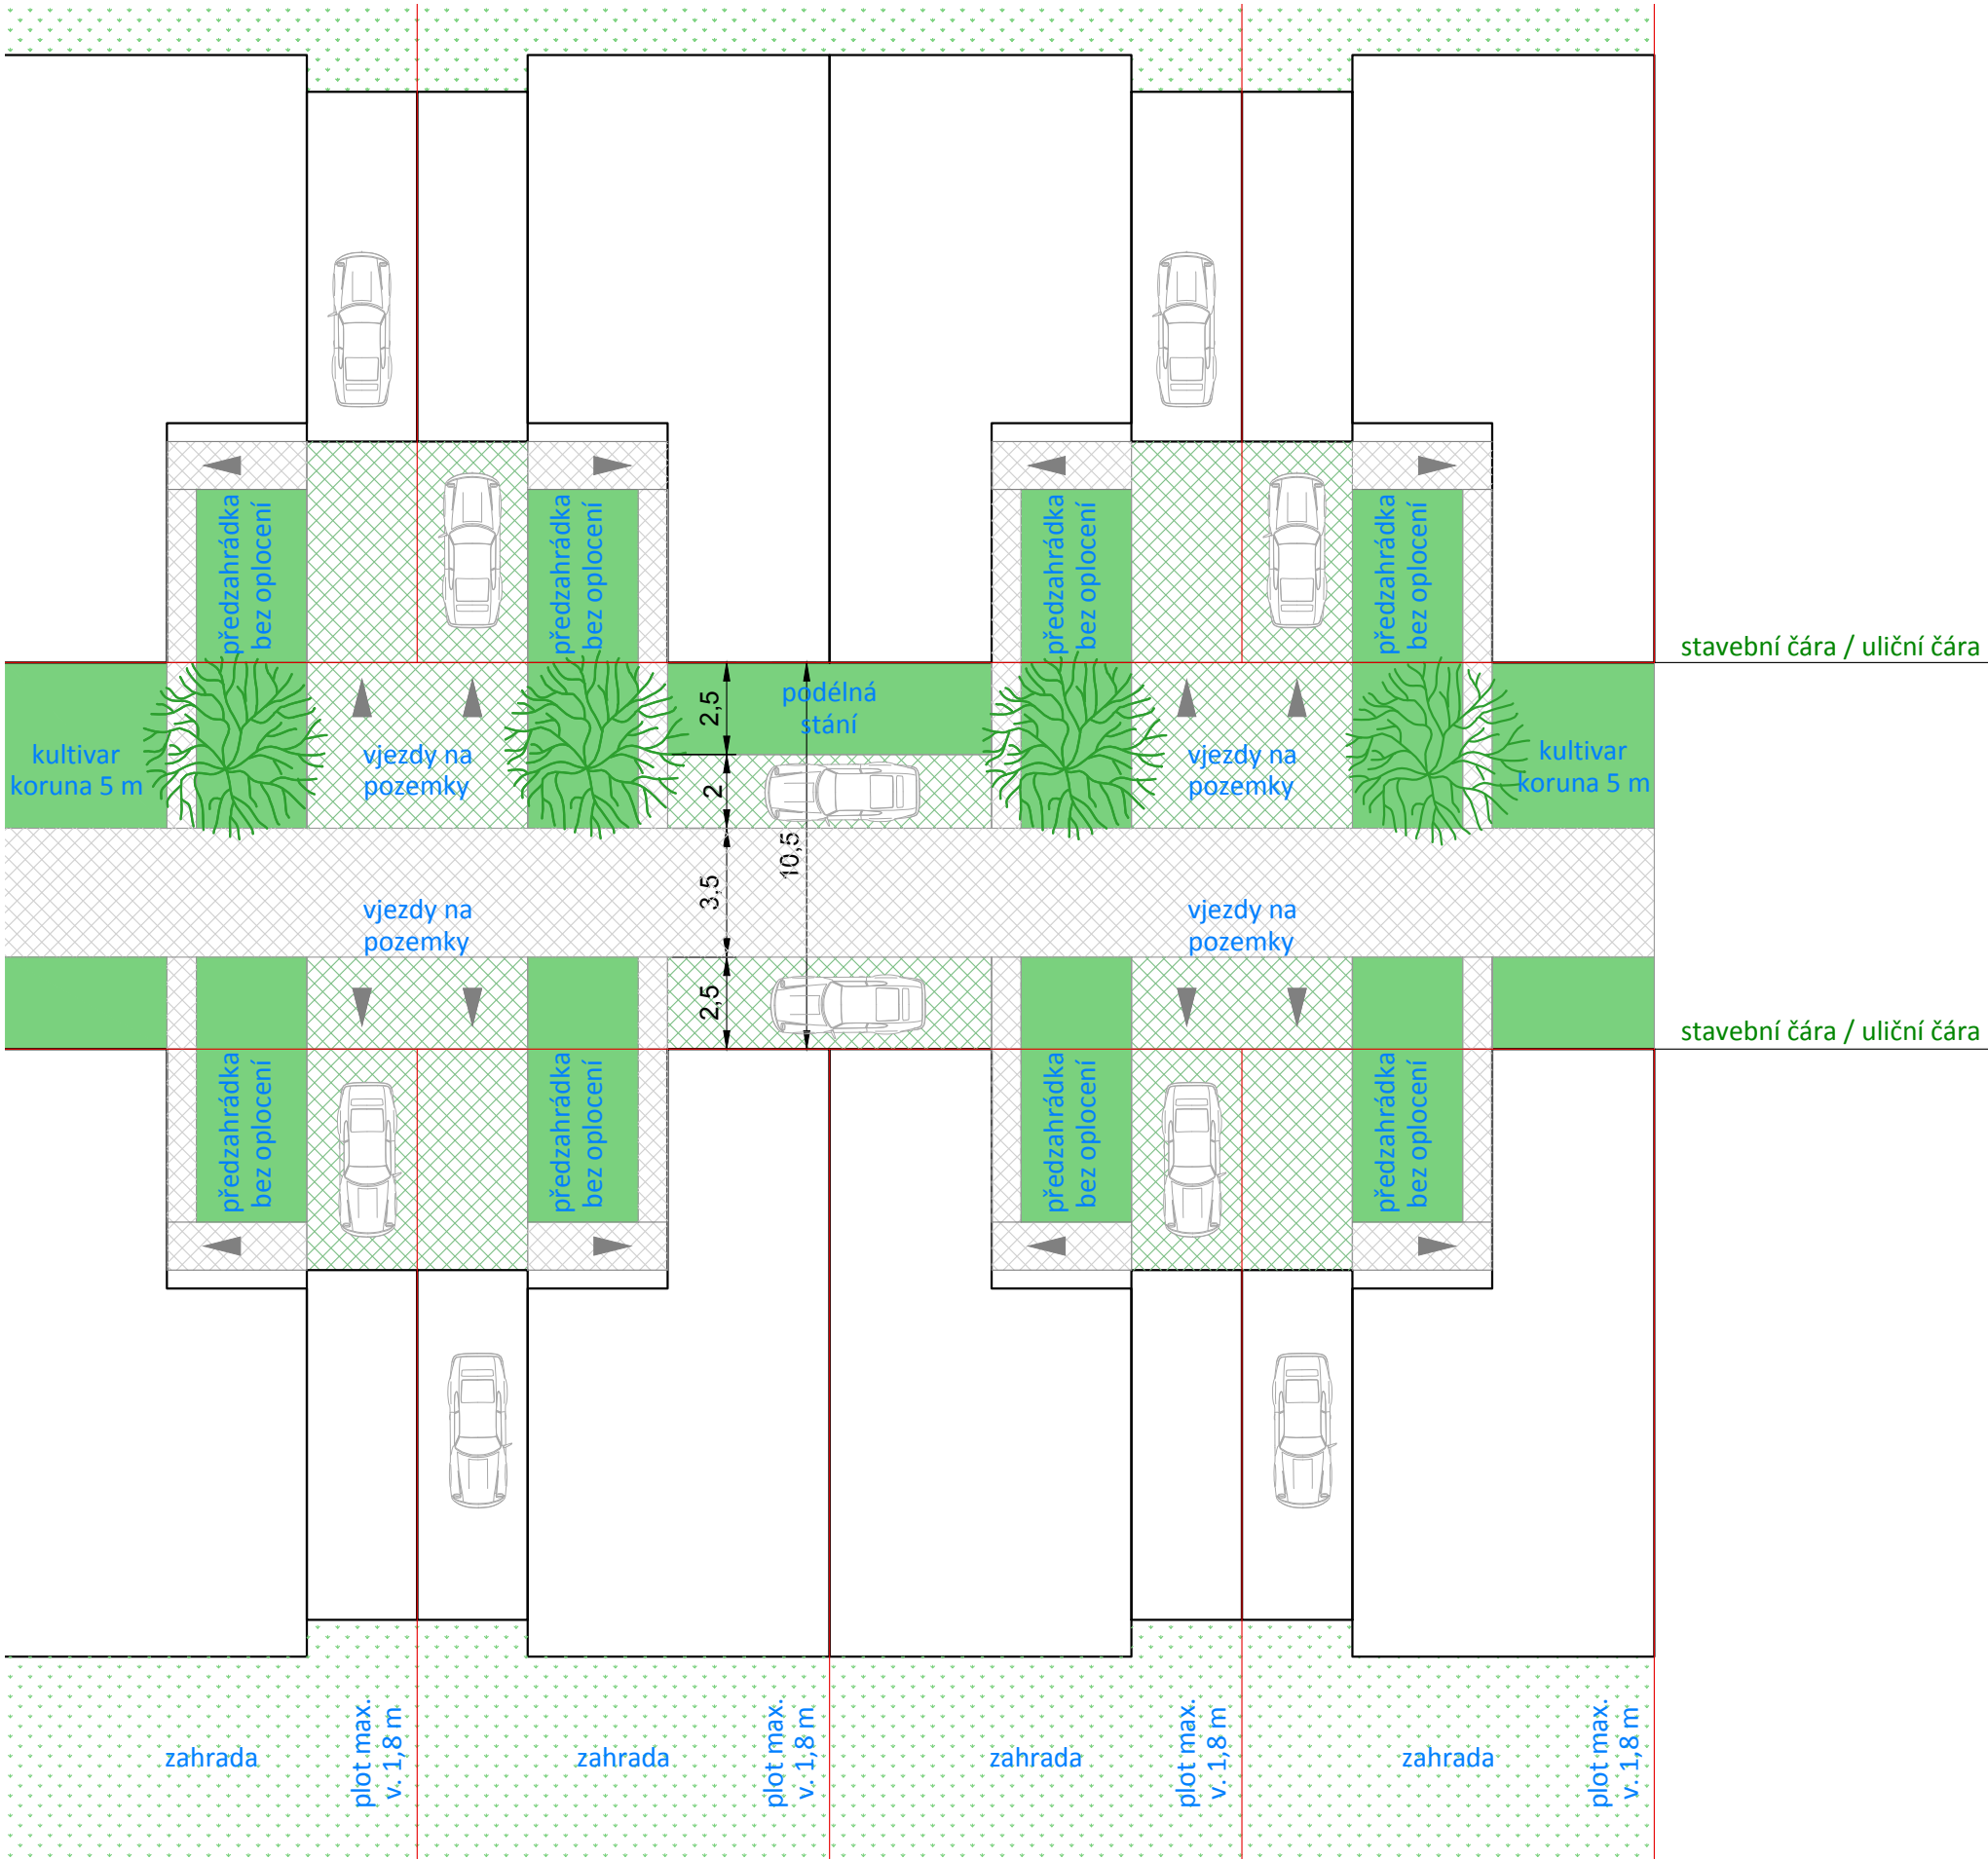 předzahrádka
bez oplocení
předzahrádka
bez oplocení
předzahrádka
bez oplocení
předzahrádka
bez oplocení
stavební čára / uliční čára
kultivar
koruna 5 m
vjezdy na
pozemky
2,5
podélná
stání
vjezdy na
pozemky
kultivar
koruna 5 m
2
10,5
3,5
vjezdy na
pozemky
vjezdy na
pozemky
2,5
stavební čára / uliční čára
předzahrádka
bez oplocení
předzahrádka
bez oplocení
předzahrádka
bez oplocení
předzahrádka
bez oplocení
zahrada
plot max.
v. 1,8 m
zahrada
plot max.
v. 1,8 m
zahrada
plot max.
v. 1,8 m
zahrada
plot max.
v. 1,8 m